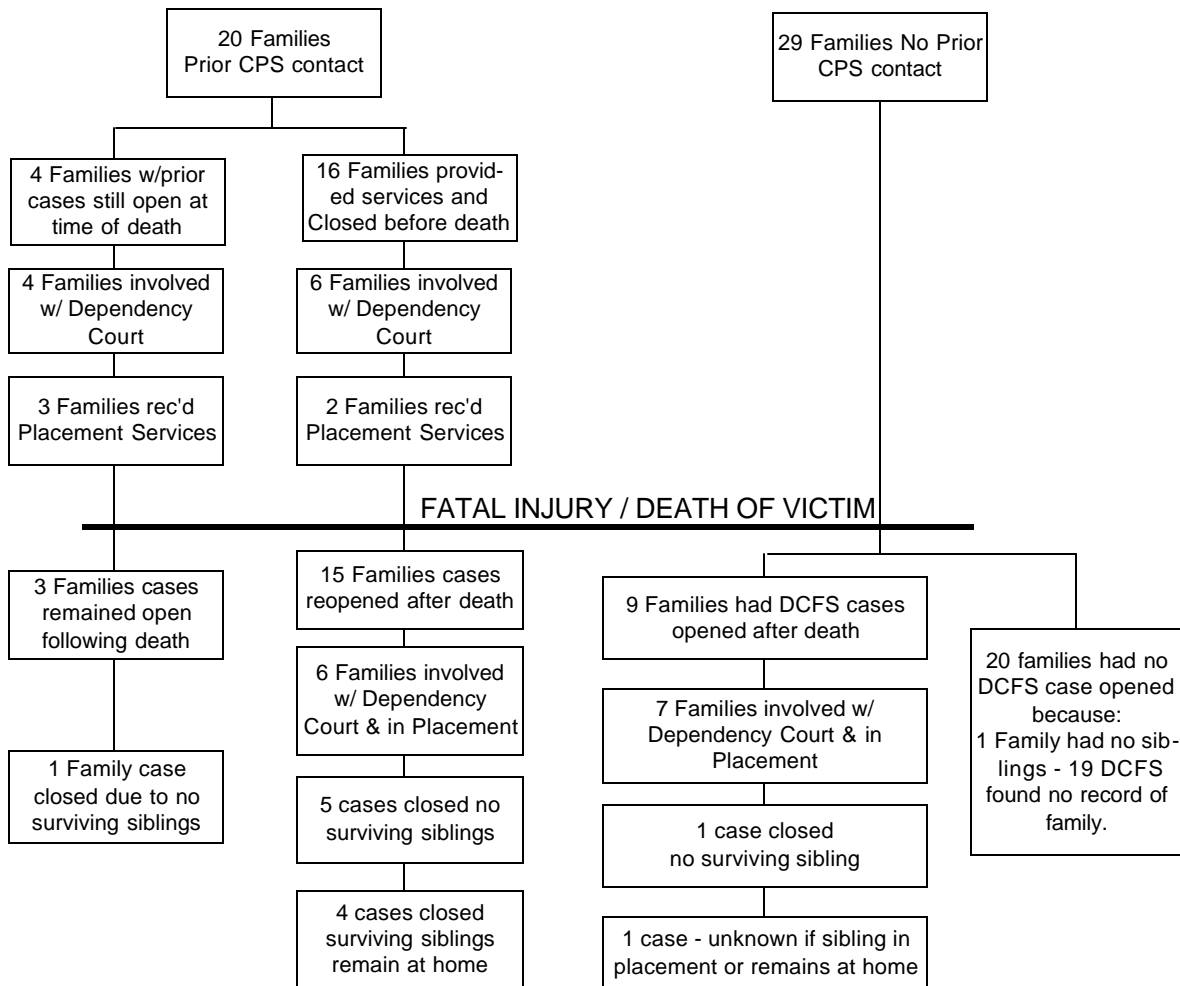 20 Families
Prior CPS contact
29 Families No Prior
CPS contact
4 Families w/prior
cases still open at
time of death
16 Families provid-
ed services and
Closed before death
4 Families involved
w/ Dependency
Court
6 Families involved
w/ Dependency
Court
3 Families rec'd
Placement Services
2 Families rec'd
Placement Services
FATAL INJURY / DEATH OF VICTIM
3 Families cases
remained open
following death
15 Families cases
reopened after death
9 Families had DCFS cases
opened after death
20 families had no
DCFS case opened
because:
1 Family had no sib-
lings - 19 DCFS
found no record of
family.
6 Families involved
w/ Dependency
Court & in Placement
7 Families involved w/
Dependency Court & in
Placement
1 Family case
closed due to no
surviving siblings
5 cases closed no
surviving siblings
1 case closed
no surviving sibling
4 cases closed
surviving siblings
remain at home
1 case - unknown if sibling in
placement or remains at home